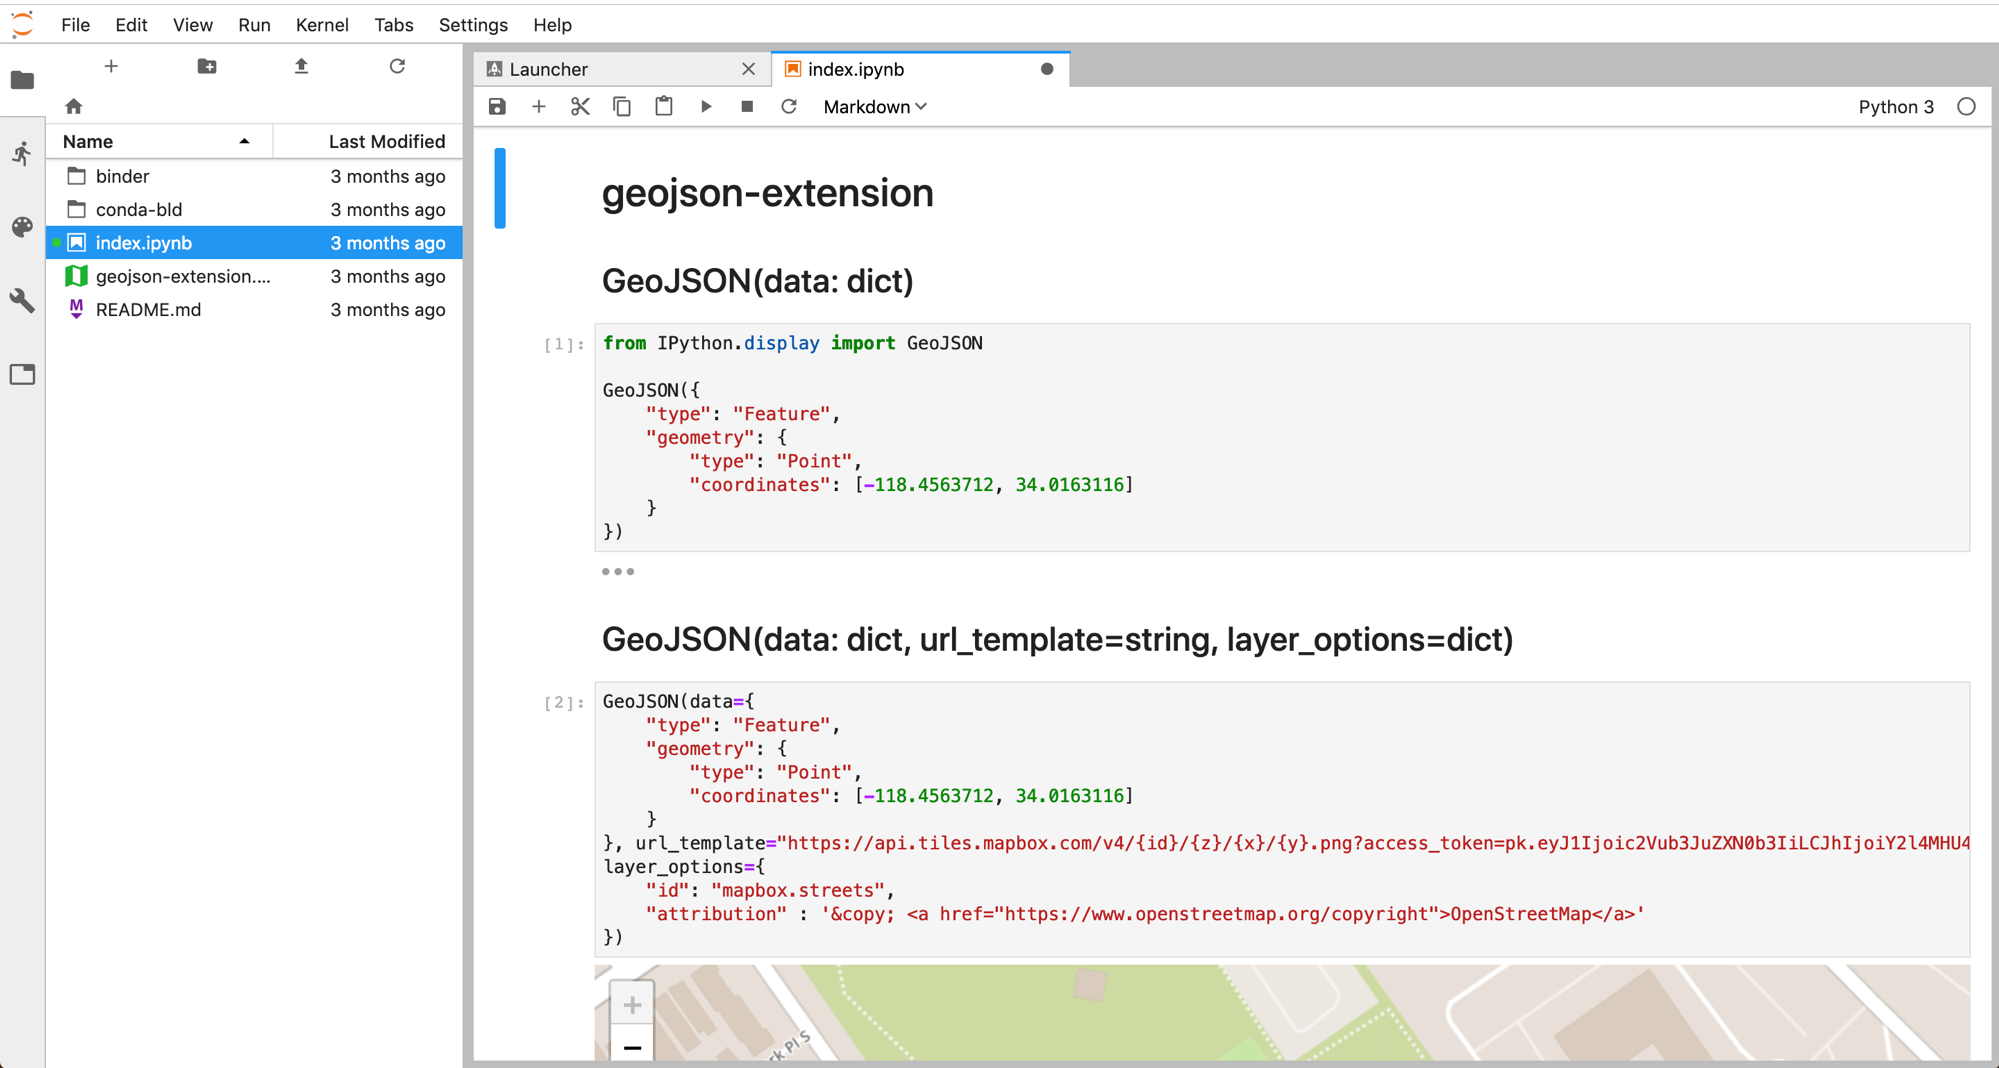 File Edit View Run Kernel Tabs Settings Help
Launcher
index.ipynb
Markdown
Python 3
Name Last Modified
binder 3 months ago
conda-bld 3 months ago
index.ipynb 3 months ago
geojson-extension.... 3 months ago
M README.md 3 months ago
geojson-extension
GeoJSON(data: dict)
[1]:
from IPython.display import GeoJSON
GeoJSON({
    "type": "Feature",
    "geometry": {
        "type": "Point",
        "coordinates": [-118.4563712, 34.0163116]
    }
})
GeoJSON(data: dict, url_template=string, layer_options=dict)
[2]:
GeoJSON(data={
    "type": "Feature",
    "geometry": {
        "type": "Point",
        "coordinates": [-118.4563712, 34.0163116]
    }
}, url_template="https://api.tiles.mapbox.com/v4/{id}/{z}/{x}/{y}.png?access_token=pk.eyJ1Ijoic2Vub3JuZXN0b3IiLCJhIjoiY2l4MHU4
layer_options={
    "id": "mapbox.streets",
    "attribution" : '&copy; <a href="https://www.openstreetmap.org/copyright">OpenStreetMap</a>'
})
+
rk Pl S
−